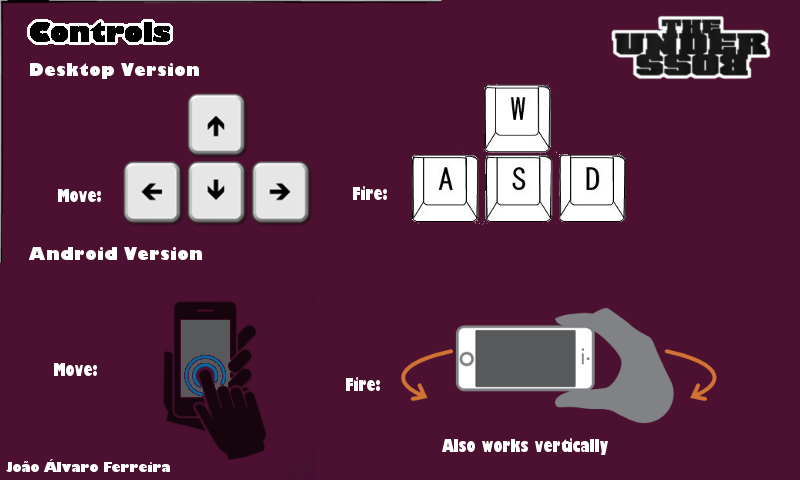 Controls
THE
UNDER
BOSS
Desktop Version
W
Move:
Fire:
A S D
Android Version
Move:
Fire:
Also works vertically
João Álvaro Ferreira